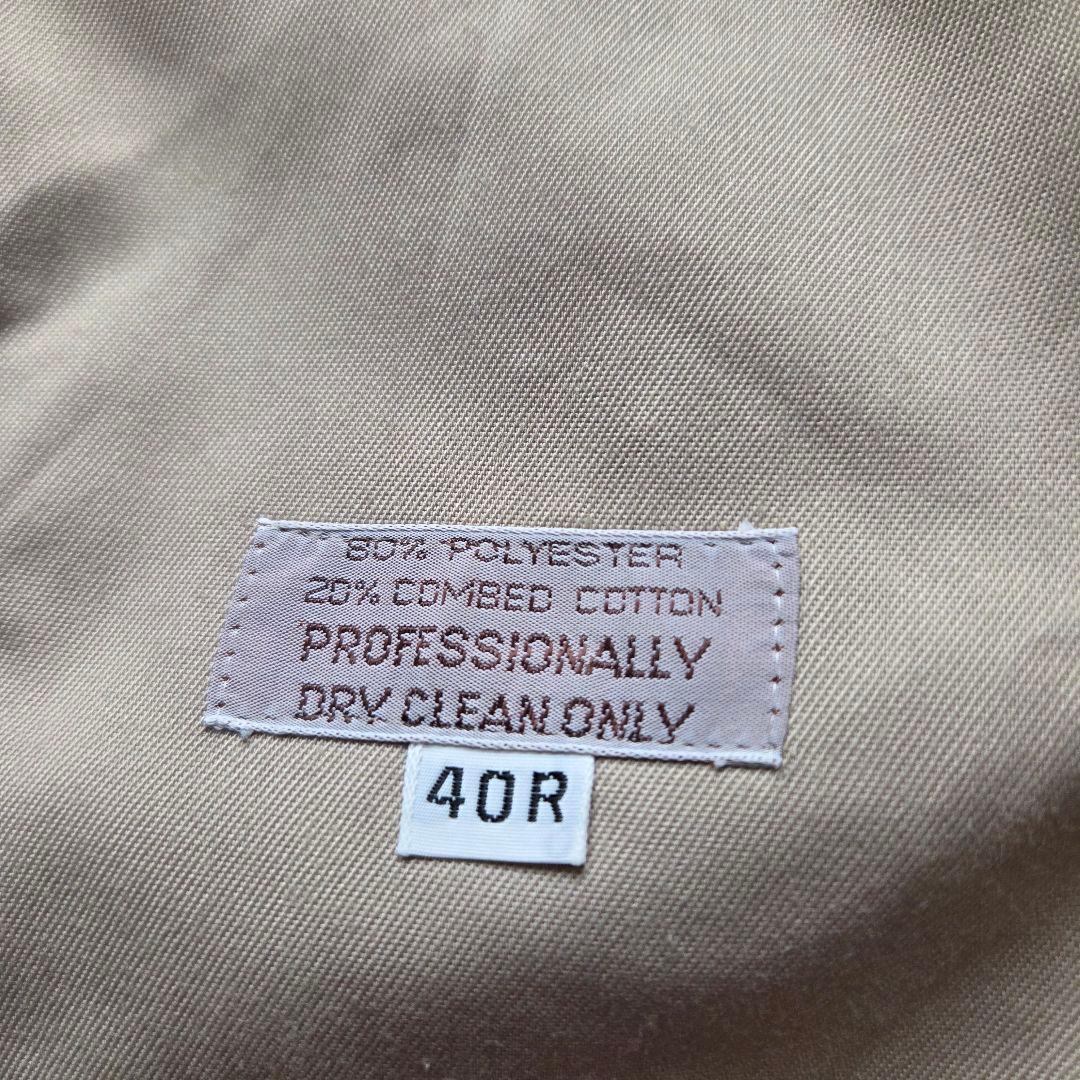 80% POLYESTER
20% COMBED COTTON
PROFESSIONALLY
DRY CLEAN ONLY
40R